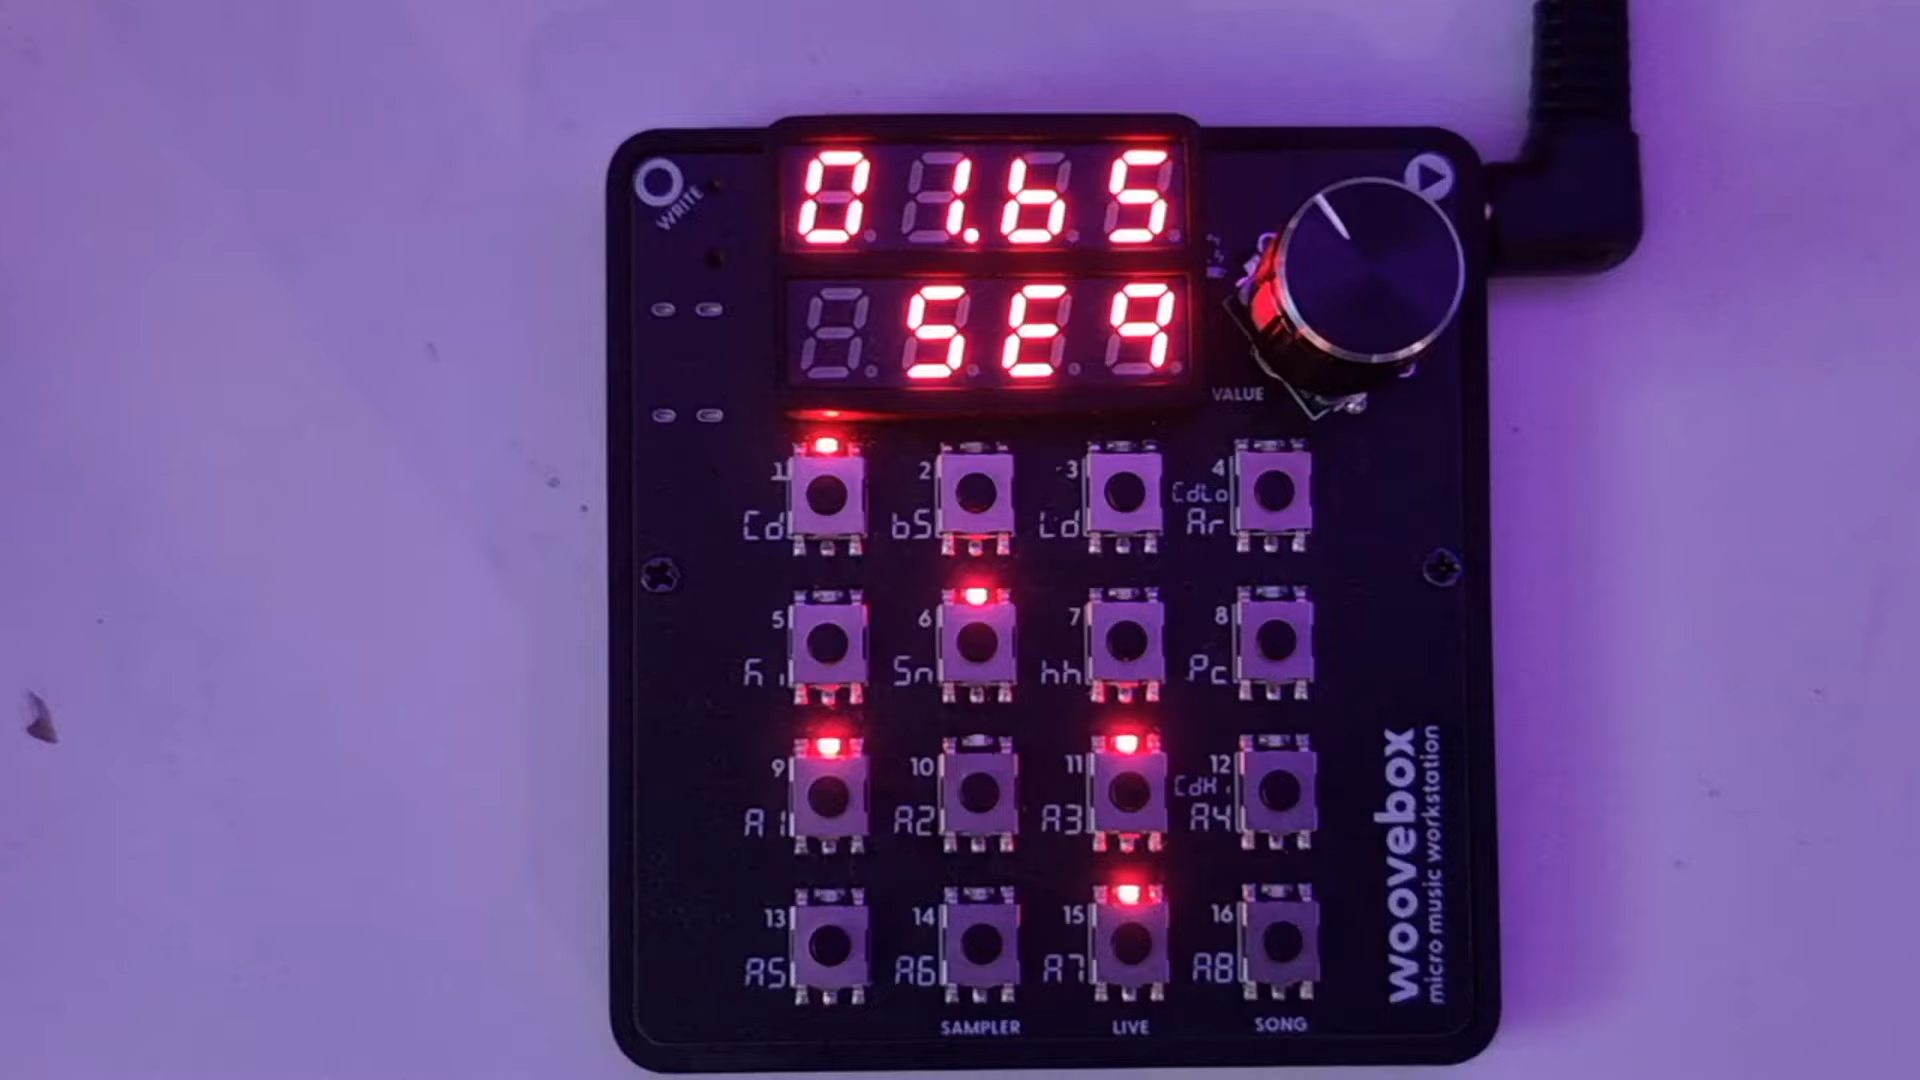 WRITE
01.bS
SEq
VALUE
1 2 3 4
CdLo
Cd bS Ld Ar
5 6 7 8
Sn hh Pc
9 10 11 12
CdHi
A1 A2 A3 A4
13 14 15 16
A5 A6 A7 A8
SAMPLER LIVE SONG
woovebox
micro music workstation